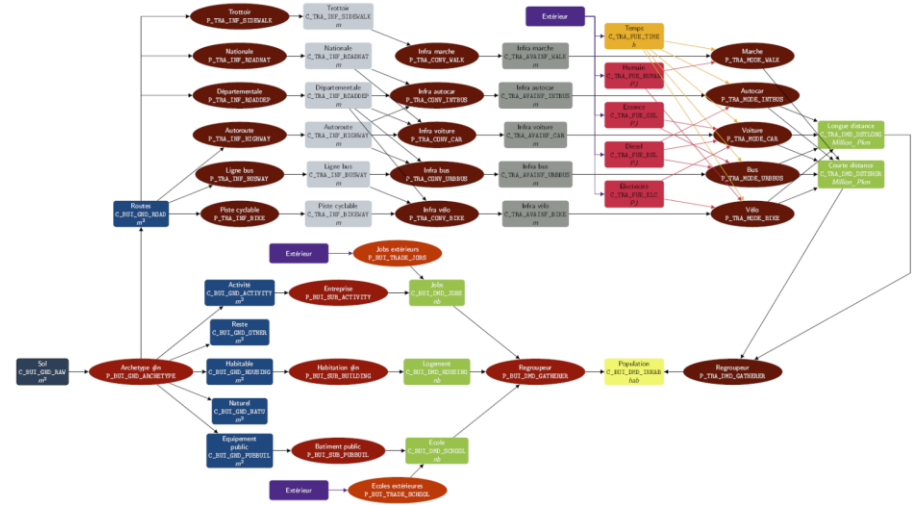 Trottoir
P_TRA_INF_SIDEWALK
Trottoir
C_TRA_INF_SIDEWALK
m
Extérieur
Temps
C_TRA_FUE_TIME
h
Nationale
P_TRA_INF_ROADNAT
Nationale
C_TRA_INF_ROADNAT
m
Infra marche
P_TRA_CONV_WALK
Infra marche
C_TRA_AVAINF_WALK
m
Marche
P_TRA_MODE_WALK
Humain
C_TRA_FUE_HUMAN
PJ
Départementale
P_TRA_INF_ROADDEP
Départementale
C_TRA_INF_ROADDEP
m
Infra autocar
P_TRA_CONV_INTBUS
Infra autocar
C_TRA_AVAINF_INTBUS
m
Autocar
P_TRA_MODE_INTBUS
Essence
PJ
Autoroute
P_TRA_INF_HIGHWAY
Autoroute
C_TRA_INF_HIGHWAY
m
Infra voiture
P_TRA_CONV_CAR
Infra voiture
C_TRA_AVAINF_CAR
m
Voiture
P_TRA_MODE_CAR
Longue distance
C_TRA_DMD_DSTLONG
Million_Pkm
Diesel
PJ
Ligne bus
P_TRA_INF_BUSWAY
Ligne bus
C_TRA_INF_BUSWAY
m
Infra bus
P_TRA_CONV_URBBUS
Infra bus
C_TRA_AVAINF_URBBUS
m
Bus
P_TRA_MODE_URBBUS
Courte distance
Million_Pkm
Electricité
PJ
Routes
C_BUI_GND_ROAD
m²
Piste cyclable
P_TRA_INF_BIKE
Piste cyclable
C_TRA_INF_BIKEWAY
m
Infra vélo
P_TRA_CONV_BIKE
Infra vélo
C_TRA_AVAINF_BIKE
m
Vélo
P_TRA_MODE_BIKE
Extérieur
Jobs extérieurs
P_BUI_TRADE_JOBS
Activité
C_BUI_GND_ACTIVITY
m²
Entreprise
P_BUI_SUB_ACTIVITY
Jobs
C_BUI_DMD_JOBS
nb
Reste
C_BUI_GND_OTHER
m²
Sol
C_BUI_GND_RAW
m²
Archetype gln
P_BUI_GND_ARCHETYPE
Habitable
C_BUI_GND_HOUSING
m²
Habitation gln
P_BUI_SUB_BUILDING
Logement
C_BUI_DMD_HOUSING
nb
Regroupeur
P_BUI_DMD_GATHERER
Population
C_BUI_DMD_INHAB
hab
Regroupeur
P_TRA_DMD_GATHERER
Naturel
C_BUI_GND_NATU
m²
Equipement
public
C_BUI_GND_PUBBUIL
m²
Batiment public
P_BUI_SUB_PUBBUIL
Ecole
C_BUI_DMD_SCHOOL
nb
Extérieur
Ecoles extérieures
P_BUI_TRADE_SCHOOL